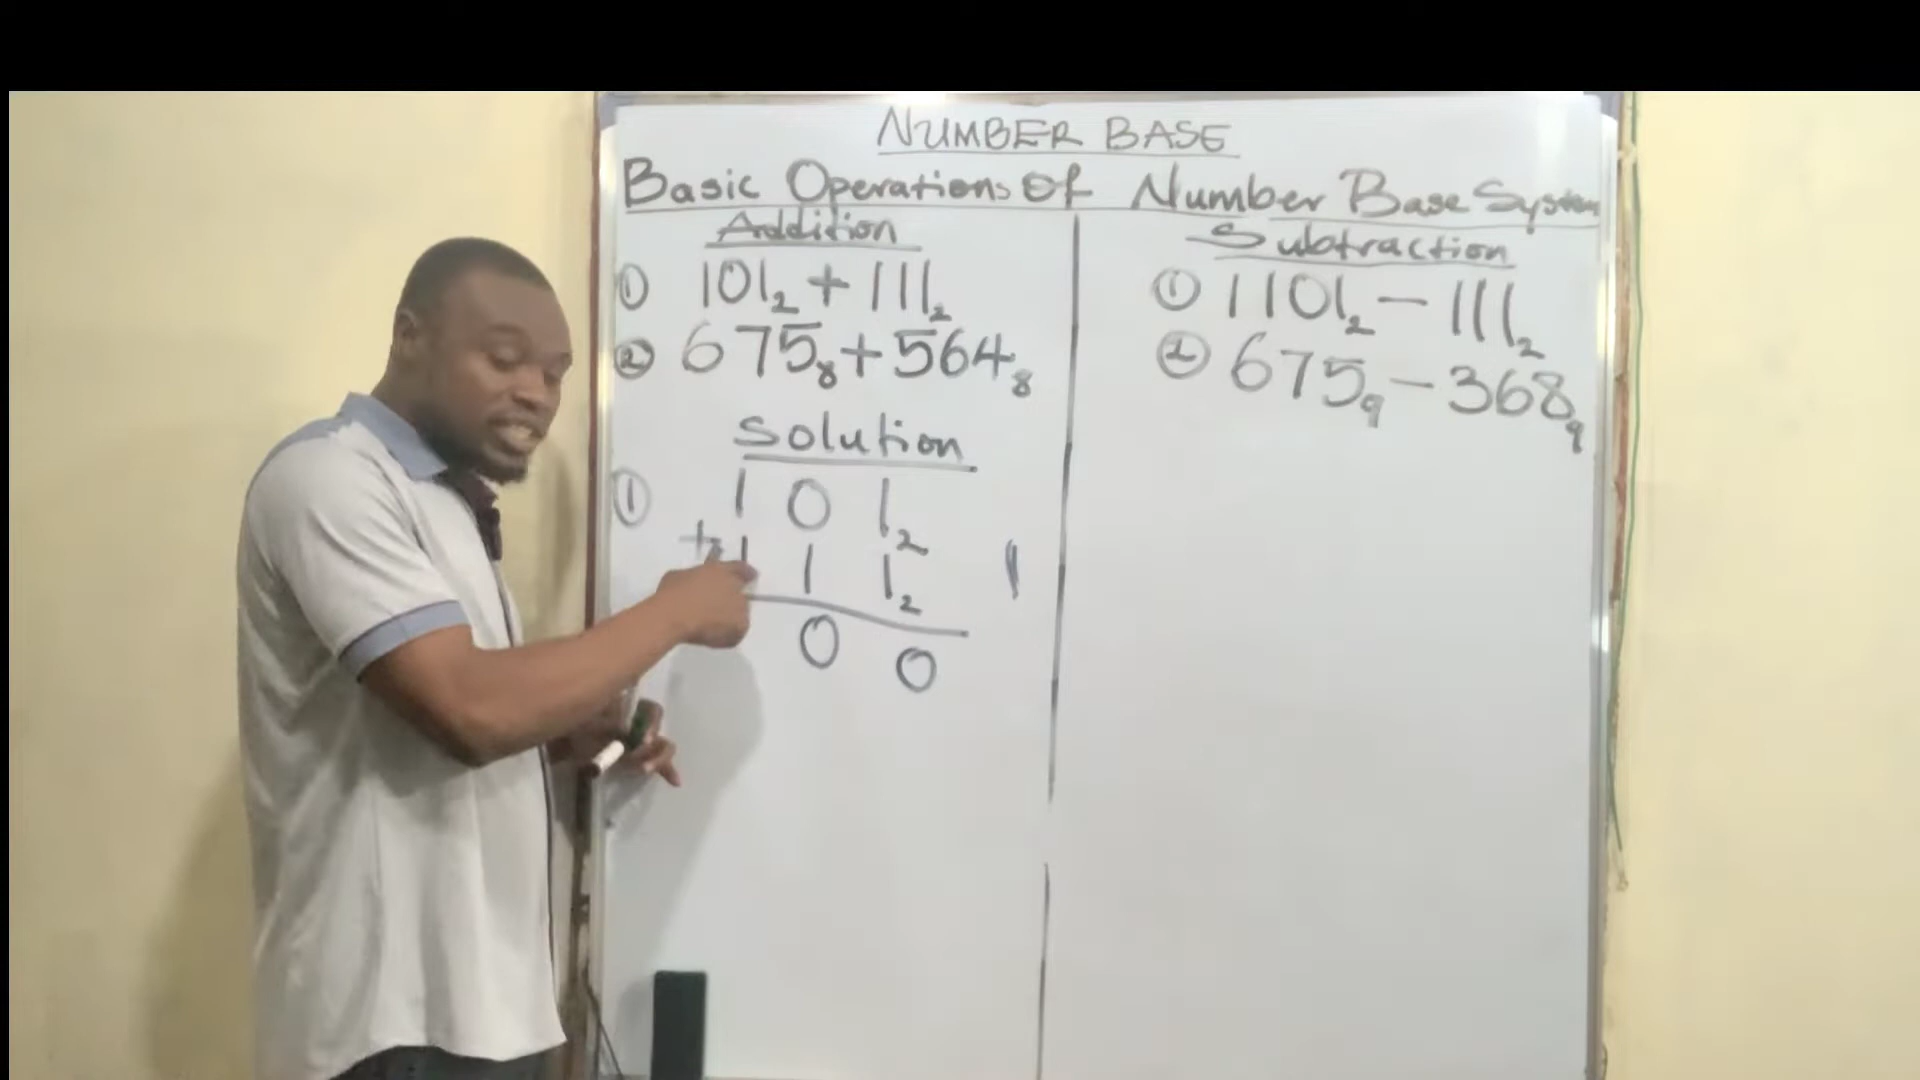 NUMBER BASE
Basic Operations Of Number Base System
Addition
① 101₂ + 111₂
② 675₈ + 564₈
Solution
① 1 0 1₂
+ 1 1 1₂ 1
0 0
Subtraction
① 1101₂ − 111₂
② 675₉ − 368₉